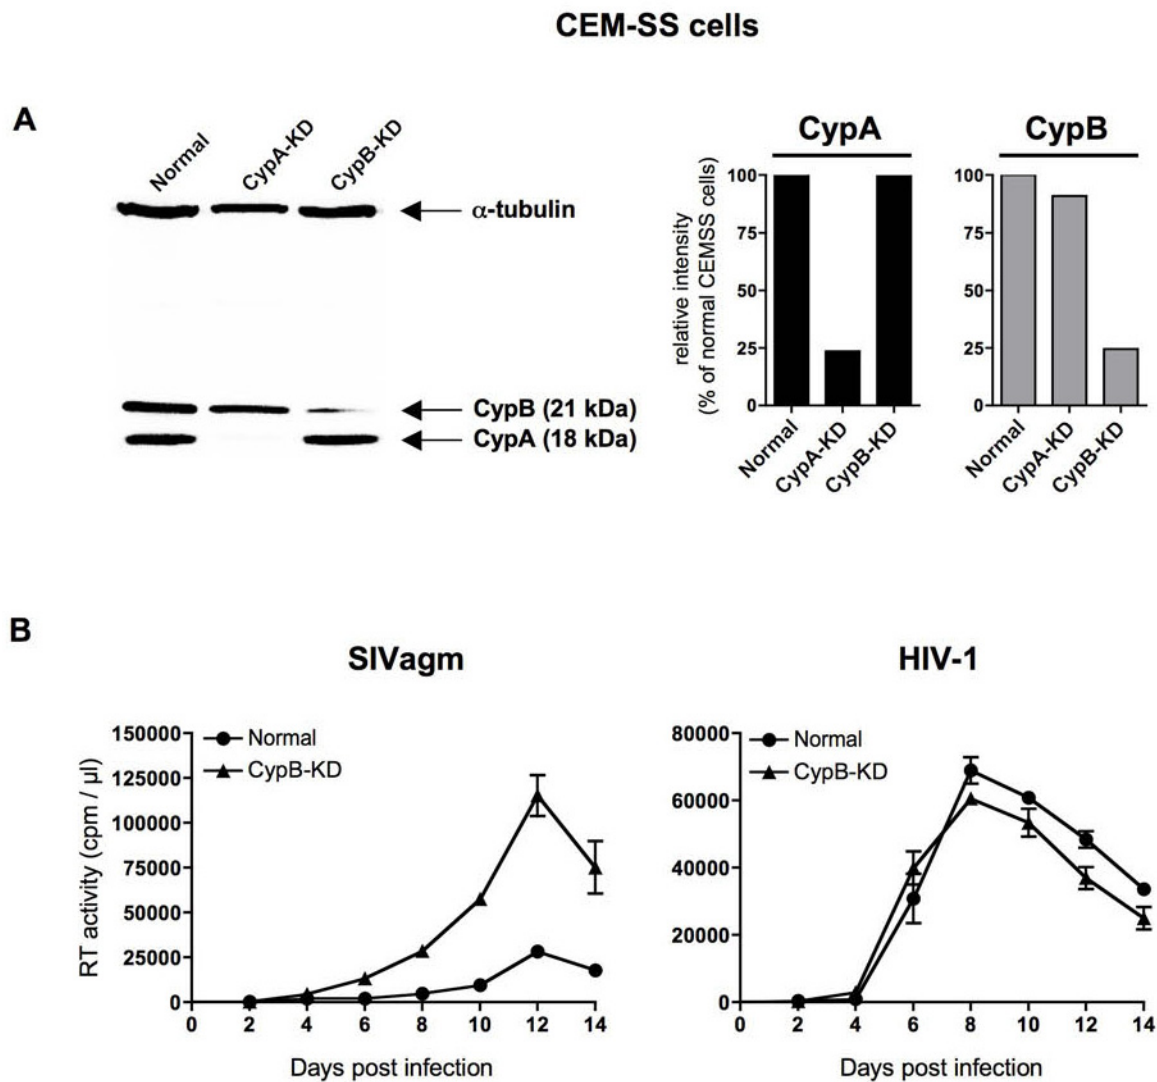 CEM-SS cells
A
Normal
CypA-KD
CypB-KD
α-tubulin
CypB (21 kDa)
CypA (18 kDa)
CypA
relative intensity
(% of normal CEMSS cells)
100
75
50
25
0
Normal
CypA-KD
CypB-KD
CypB
100
75
50
25
0
Normal
CypA-KD
CypB-KD
B
SIVagm
RT activity (cpm / µl)
150000
125000
100000
75000
50000
25000
0
Normal
CypB-KD
0 2 4 6 8 10 12 14
Days post infection
HIV-1
80000
60000
40000
20000
0
Normal
CypB-KD
0 2 4 6 8 10 12 14
Days post infection